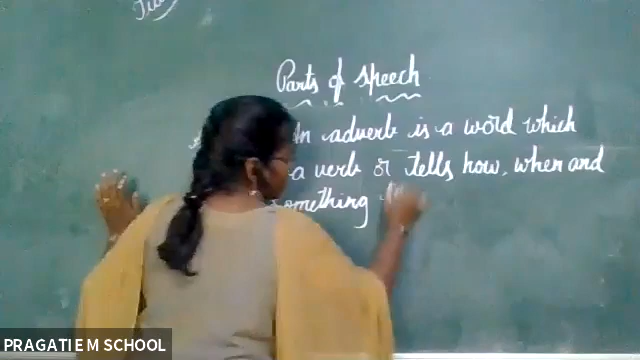 Parts of speech
An adverb is a word which
a verb or tells how, when and
something
PRAGATI E M SCHOOL